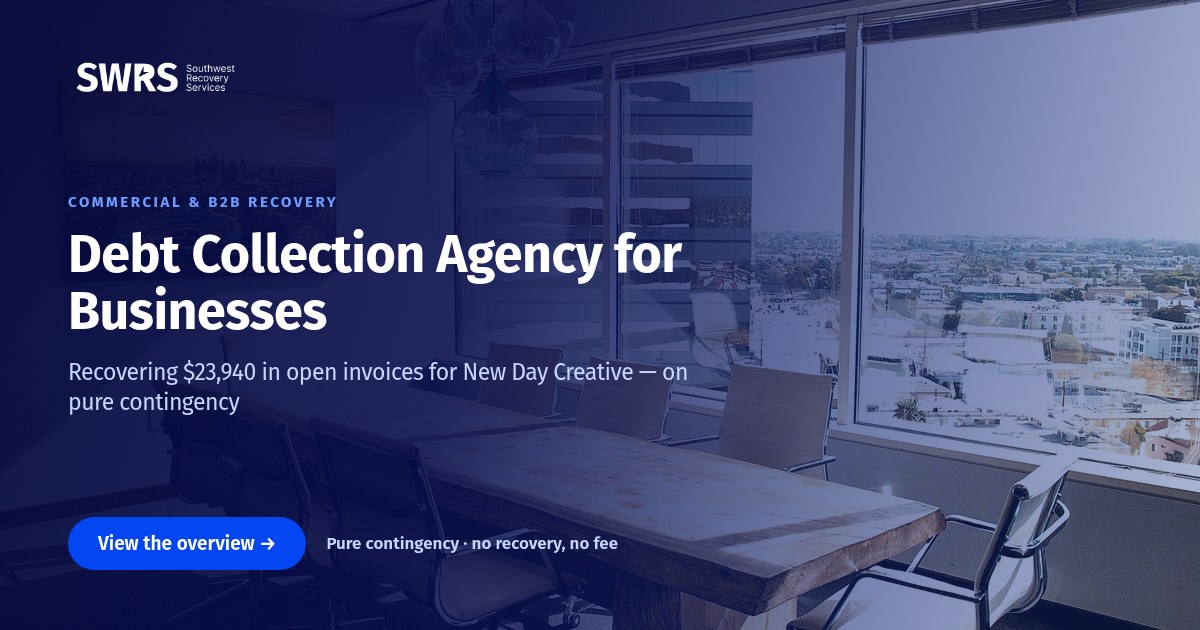 SWRS
Southwest
Recovery
Services
COMMERCIAL & B2B RECOVERY
Debt Collection Agency for
Businesses
Recovering $23,940 in open invoices for New Day Creative — on
pure contingency
View the overview →
Pure contingency · no recovery, no fee